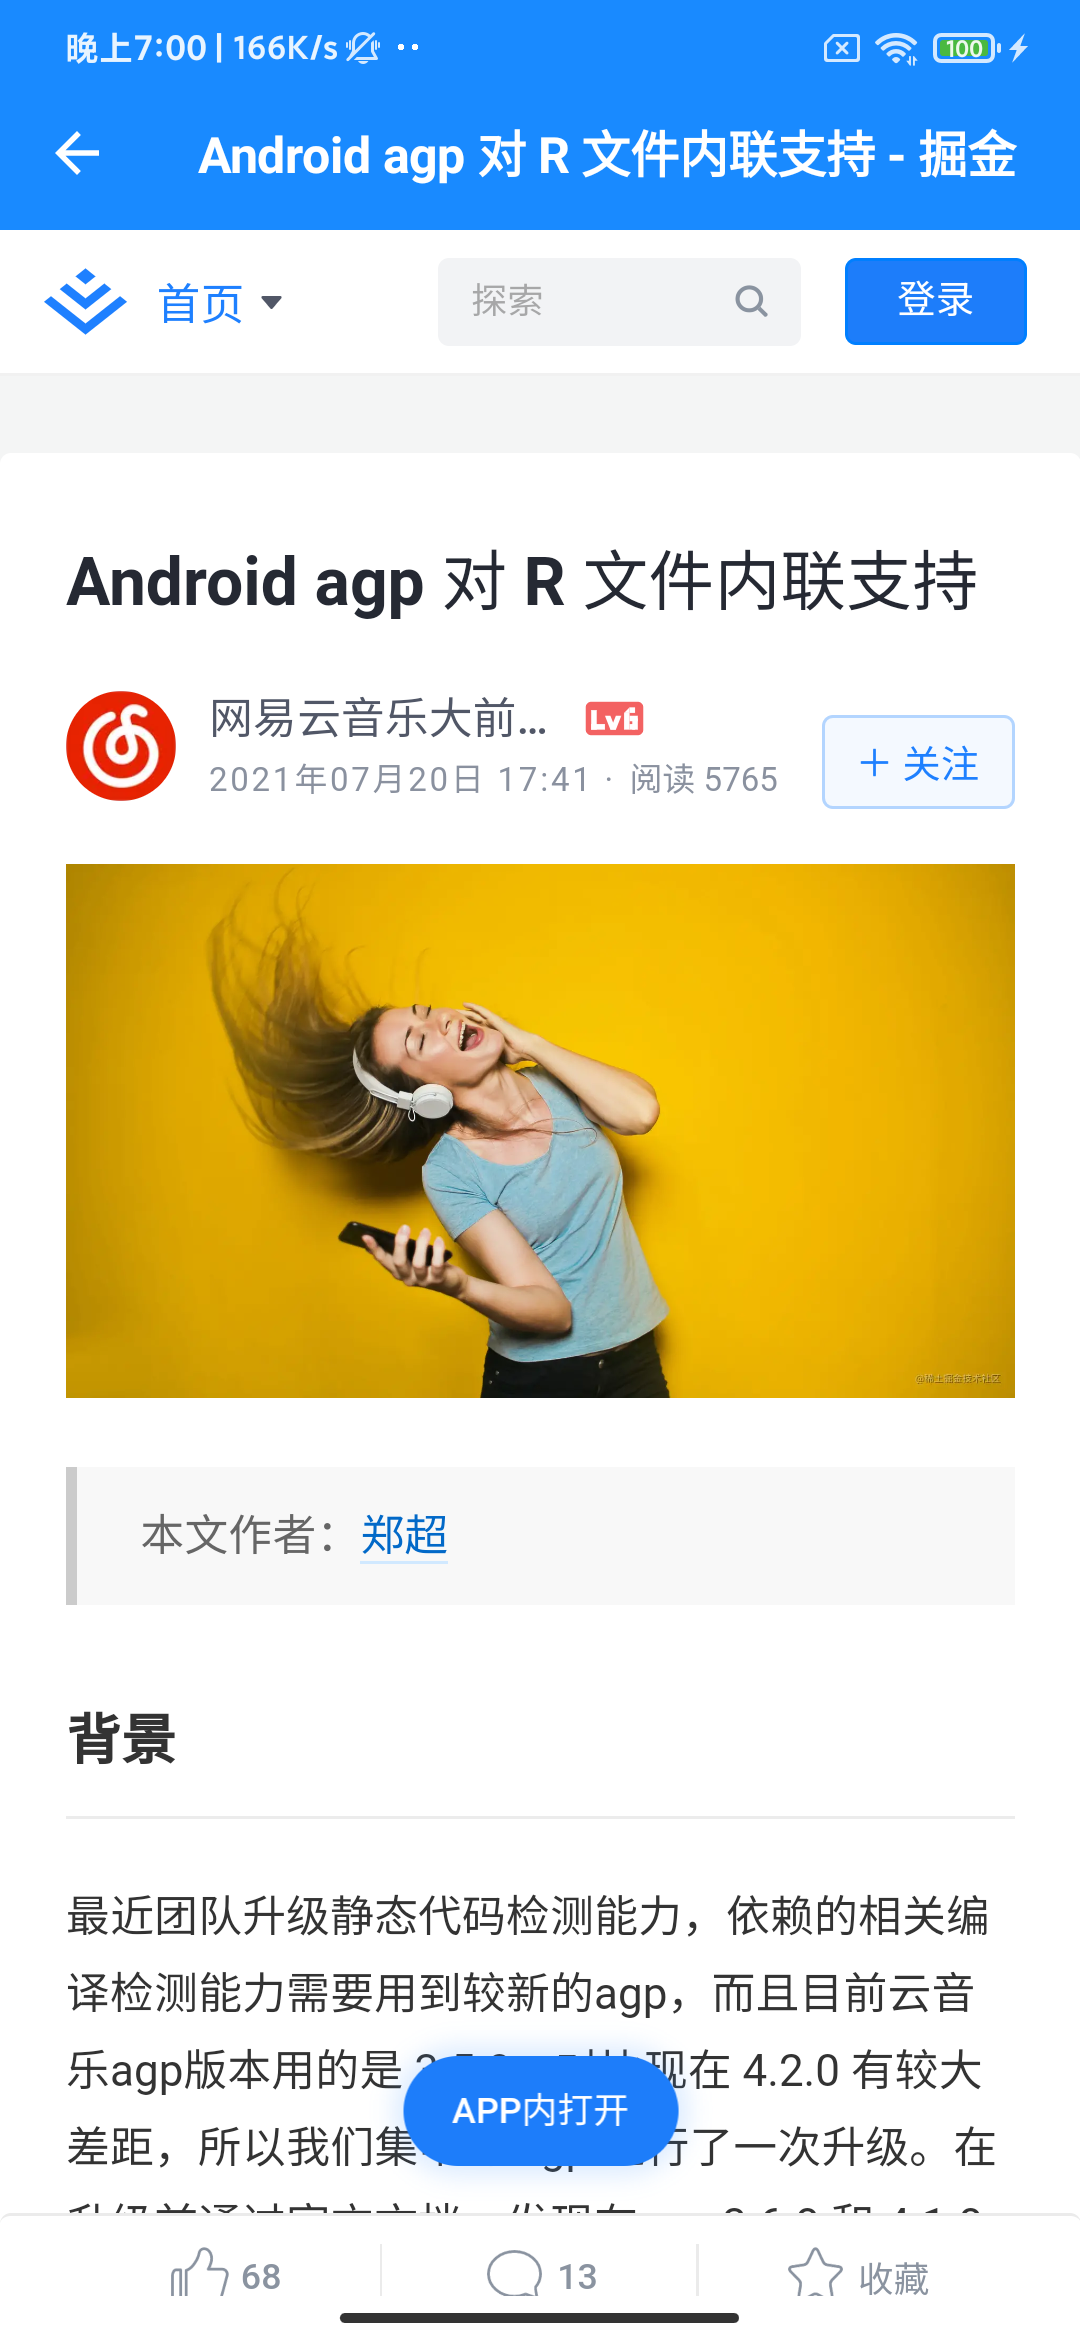 晚上7:00 | 166K/s
100
Android agp 对 R 文件内联支持 - 掘金
首页
探索
登录
Android agp 对 R 文件内联支持
网易云音乐大前...
Lv6
2021年07月20日 17:41 · 阅读 5765
+ 关注
@稀土掘金技术社区
本文作者：郑超
背景
最近团队升级静态代码检测能力，依赖的相关编
译检测能力需要用到较新的agp，而且目前云音
乐agp版本用的是 现在 4.2.0 有较大
差距，所以我们集 行了一次升级。在
APP内打开
68
13
收藏